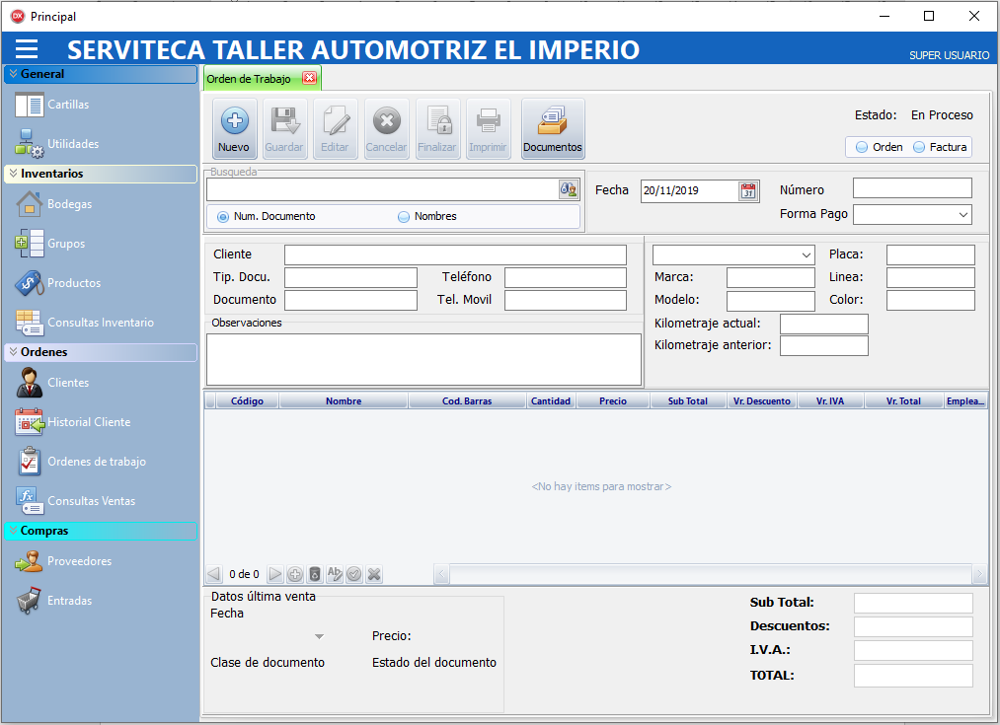 Principal
SERVITECA TALLER AUTOMOTRIZ EL IMPERIO
SUPER USUARIO
General
Cartillas
Utilidades
Inventarios
Bodegas
Grupos
Productos
Consultas Inventario
Ordenes
Clientes
Historial Cliente
Ordenes de trabajo
Consultas Ventas
Compras
Proveedores
Entradas
Orden de Trabajo
Nuevo Guardar Editar Cancelar Finalizar Imprimir Documentos
Estado: En Proceso
Orden Factura
Busqueda
Num. Documento Nombres
Fecha 20/11/2019 31 Número
Forma Pago
Cliente
Tip. Docu. Teléfono
Documento Tel. Movil
Observaciones
Placa:
Marca: Linea:
Modelo: Color:
Kilometraje actual:
Kilometraje anterior:
Código Nombre Cod. Barras Cantidad Precio Sub Total Vr. Descuento Vr. IVA Vr. Total Emplea...
<No hay items para mostrar>
0 de 0
Datos última venta
Fecha
Precio:
Clase de documento Estado del documento
Sub Total:
Descuentos:
I.V.A.:
TOTAL: